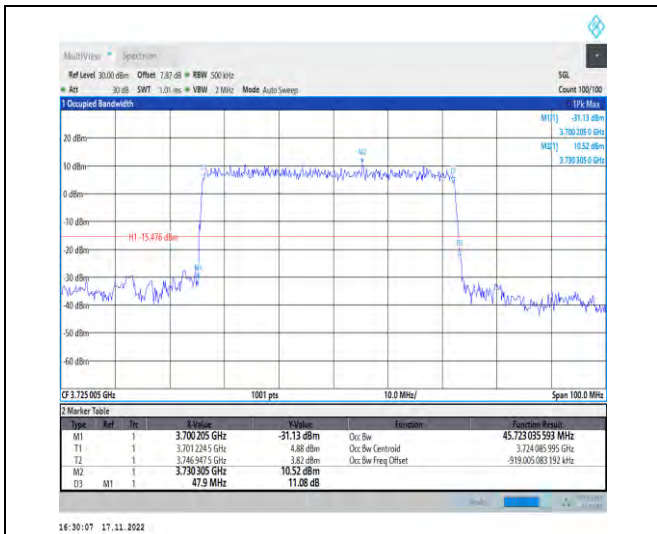 MultiView Spectrum
Ref Level 30.00 dBm Offset 7.87 dB RBW 500 kHz SGL
Att 30 dB SWT 1.01 ms VBW 2 MHz Mode Auto Sweep Count 100/100
1 Occupied Bandwidth 1Pk Max
M1[1] -31.13 dBm
3.700 205 0 GHz
M2[1] 10.52 dBm
3.730 305 0 GHz
20 dBm
M2
10 dBm
0 dBm
-10 dBm
H1 -15.476 dBm
-20 dBm
-30 dBm
-40 dBm
-50 dBm
-60 dBm
CF 3.725 005 GHz 1001 pts 10.0 MHz/ Span 100.0 MHz
2 Marker Table
Type Ref Trc X-Value Y-Value Function Function Result
M1 1 3.700 205 GHz -31.13 dBm Occ Bw 45.723 035 593 MHz
T1 1 3.701 224 5 GHz 4.88 dBm Occ Bw Centroid 3.724 085 995 GHz
T2 1 3.746 947 5 GHz 3.82 dBm Occ Bw Freq Offset -919.005 083 192 kHz
M2 1 3.730 305 GHz 10.52 dBm
D3 M1 1 47.9 MHz 11.08 dB
16:30:07 17.11.2022